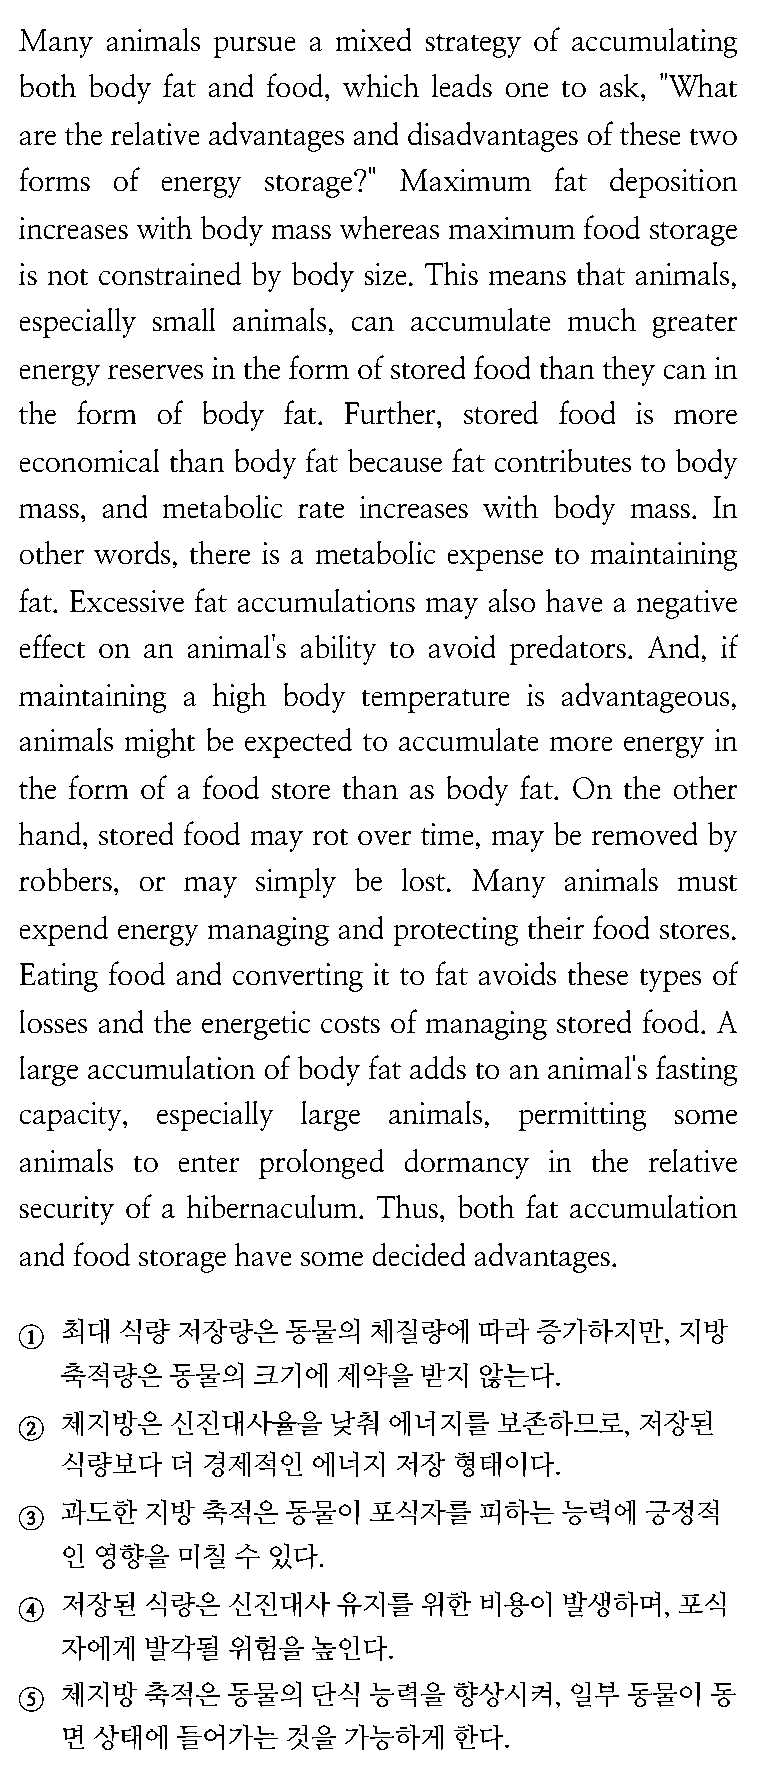 Many animals pursue a mixed strategy of accumulating
both body fat and food, which leads one to ask, "What
are the relative advantages and disadvantages of these two
forms of energy storage?" Maximum fat deposition
increases with body mass whereas maximum food storage
is not constrained by body size. This means that animals,
especially small animals, can accumulate much greater
energy reserves in the form of stored food than they can in
the form of body fat. Further, stored food is more
economical than body fat because fat contributes to body
mass, and metabolic rate increases with body mass. In
other words, there is a metabolic expense to maintaining
fat. Excessive fat accumulations may also have a negative
effect on an animal's ability to avoid predators. And, if
maintaining a high body temperature is advantageous,
animals might be expected to accumulate more energy in
the form of a food store than as body fat. On the other
hand, stored food may rot over time, may be removed by
robbers, or may simply be lost. Many animals must
expend energy managing and protecting their food stores.
Eating food and converting it to fat avoids these types of
losses and the energetic costs of managing stored food. A
large accumulation of body fat adds to an animal's fasting
capacity, especially large animals, permitting some
animals to enter prolonged dormancy in the relative
security of a hibernaculum. Thus, both fat accumulation
and food storage have some decided advantages.
① 최대 식량 저장량은 동물의 체질량에 따라 증가하지만, 지방
축적량은 동물의 크기에 제약을 받지 않는다.
② 체지방은 신진대사율을 낮춰 에너지를 보존하므로, 저장된
식량보다 더 경제적인 에너지 저장 형태이다.
③ 과도한 지방 축적은 동물이 포식자를 피하는 능력에 긍정적
인 영향을 미칠 수 있다.
④ 저장된 식량은 신진대사 유지를 위한 비용이 발생하며, 포식
자에게 발각될 위험을 높인다.
⑤ 체지방 축적은 동물의 단식 능력을 향상시켜, 일부 동물이 동
면 상태에 들어가는 것을 가능하게 한다.